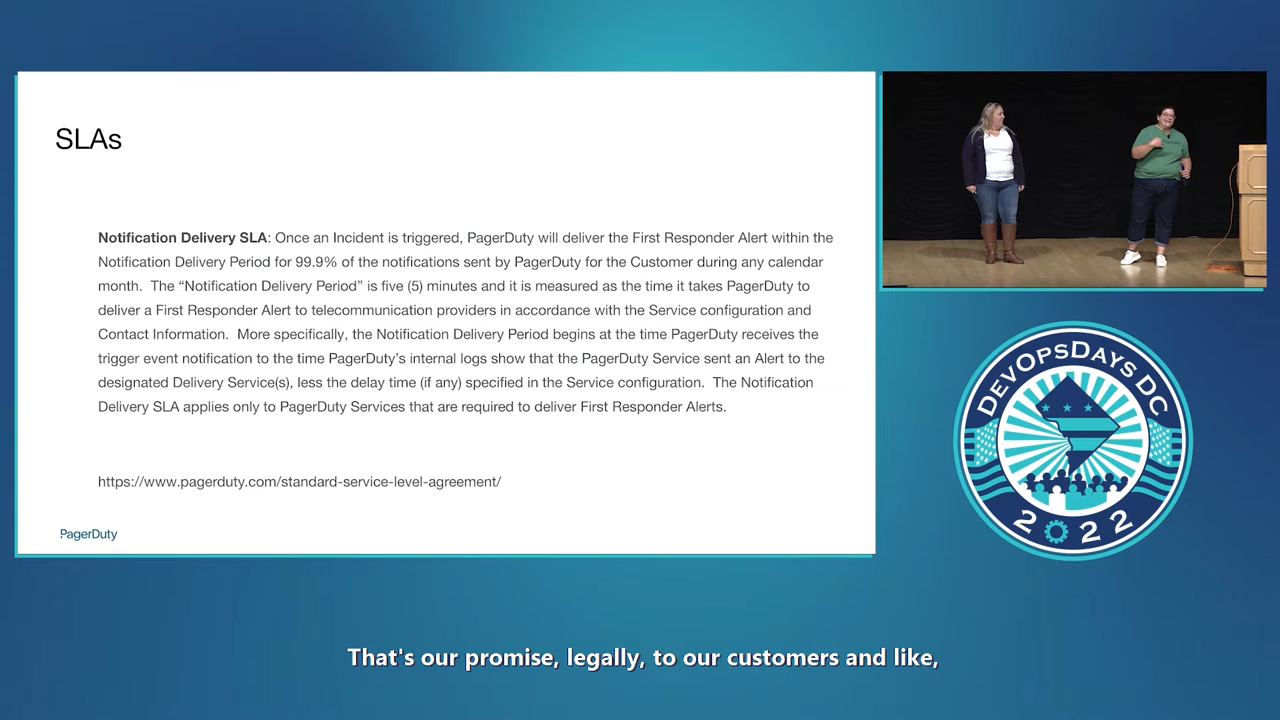 SLAs
Notification Delivery SLA: Once an Incident is triggered, PagerDuty will deliver the First Responder Alert within the
Notification Delivery Period for 99.9% of the notifications sent by PagerDuty for the Customer during any calendar
month.  The “Notification Delivery Period” is five (5) minutes and it is measured as the time it takes PagerDuty to
deliver a First Responder Alert to telecommunication providers in accordance with the Service configuration and
Contact Information.  More specifically, the Notification Delivery Period begins at the time PagerDuty receives the
trigger event notification to the time PagerDuty’s internal logs show that the PagerDuty Service sent an Alert to the
designated Delivery Service(s), less the delay time (if any) specified in the Service configuration.  The Notification
Delivery SLA applies only to PagerDuty Services that are required to deliver First Responder Alerts.
https://www.pagerduty.com/standard-service-level-agreement/
PagerDuty
DEVOPSDAYS DC
2022
That's our promise, legally, to our customers and like,